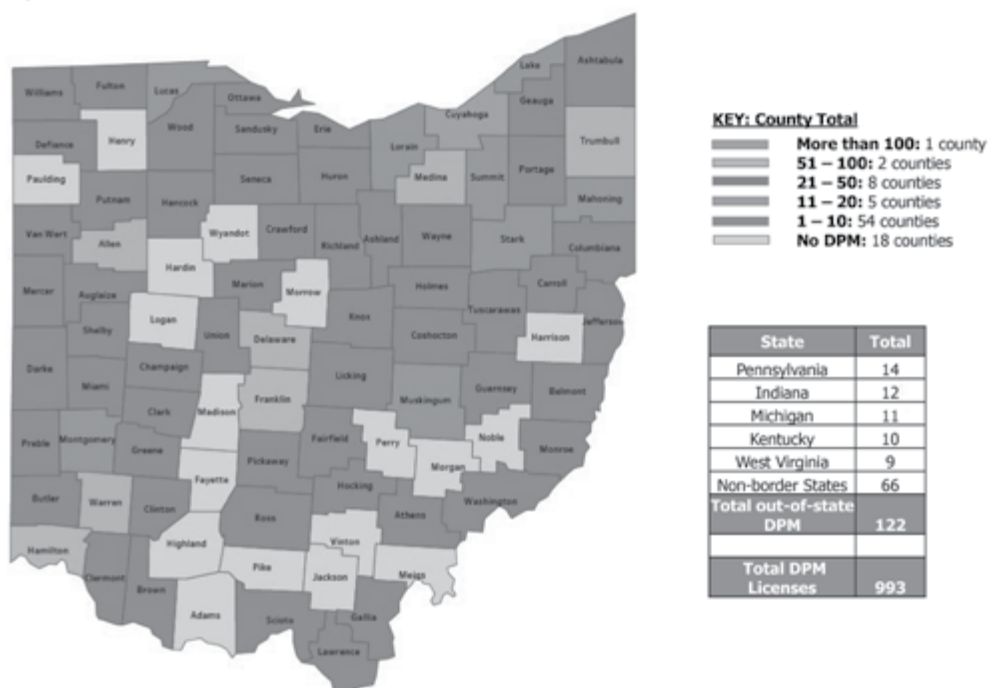 Ashtabula
Lake
Geauga
Williams
Fulton
Lucas
Ottawa
Cuyahoga
Wood
Sandusky
Erie
Lorain
Trumbull
Defiance
Henry
Portage
Summit
Medina
Huron
Seneca
Paulding
Putnam
Hancock
Mahoning
Van Wert
Allen
Wyandot
Crawford
Richland
Ashland
Wayne
Stark
Columbiana
Hardin
Mercer
Auglaize
Marion
Morrow
Holmes
Carroll
Tuscarawas
Jefferson
Logan
Shelby
Union
Delaware
Knox
Coshocton
Harrison
Darke
Miami
Champaign
Licking
Guernsey
Belmont
Clark
Madison
Franklin
Muskingum
Preble
Montgomery
Greene
Fairfield
Perry
Noble
Monroe
Pickaway
Morgan
Fayette
Hocking
Butler
Warren
Clinton
Ross
Athens
Washington
Hamilton
Highland
Vinton
Clermont
Brown
Pike
Jackson
Meigs
Adams
Scioto
Gallia
Lawrence
KEY: County Total
More than 100: 1 county
51 – 100: 2 counties
21 – 50: 8 counties
11 – 20: 5 counties
1 – 10: 54 counties
No DPM: 18 counties
State Total
Pennsylvania 14
Indiana 12
Michigan 11
Kentucky 10
West Virginia 9
Non-border States 66
Total out-of-state
DPM 122
Total DPM
Licenses 993